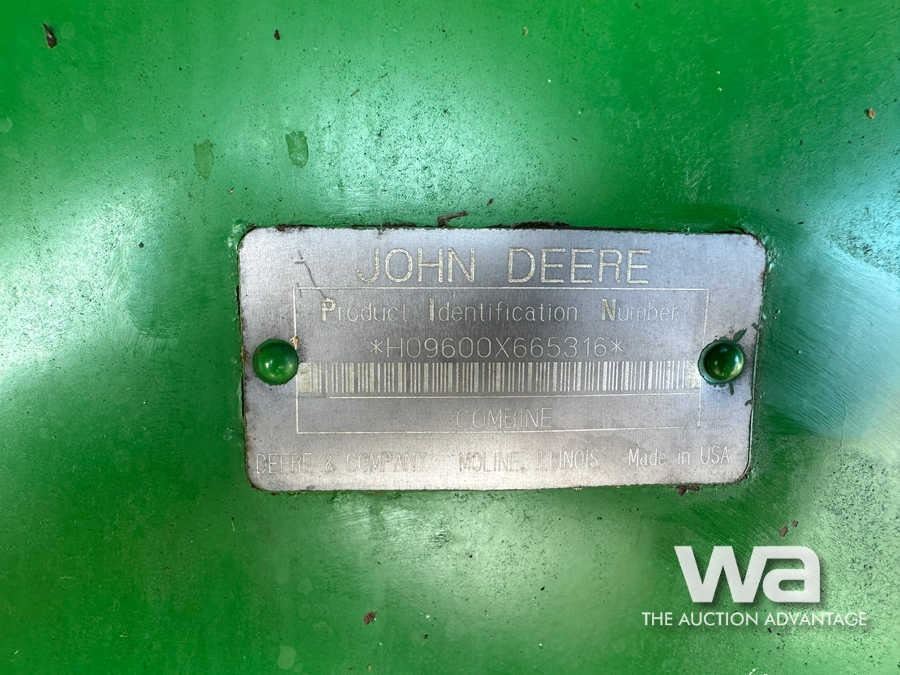 JOHN DEERE
Product Identification Number
*H09600X665316*
COMBINE
DEERE & COMPANY MOLINE, ILLINOIS Made in USA
wa
THE AUCTION ADVANTAGE